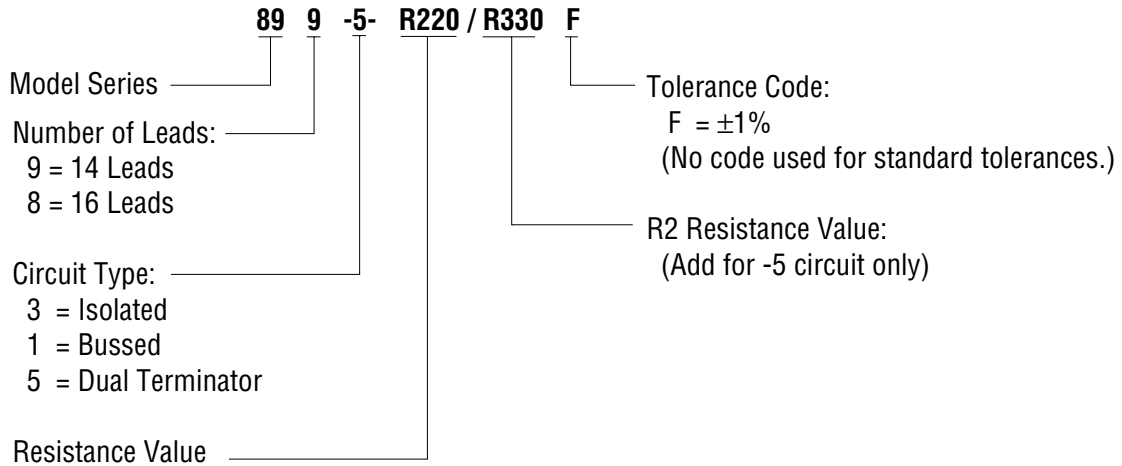 89 9 -5- R220 / R330 F
Model Series
Number of Leads:
9 = 14 Leads
8 = 16 Leads
Circuit Type:
3 = Isolated
1 = Bussed
5 = Dual Terminator
Resistance Value
Tolerance Code:
F = ±1%
(No code used for standard tolerances.)
R2 Resistance Value:
(Add for -5 circuit only)